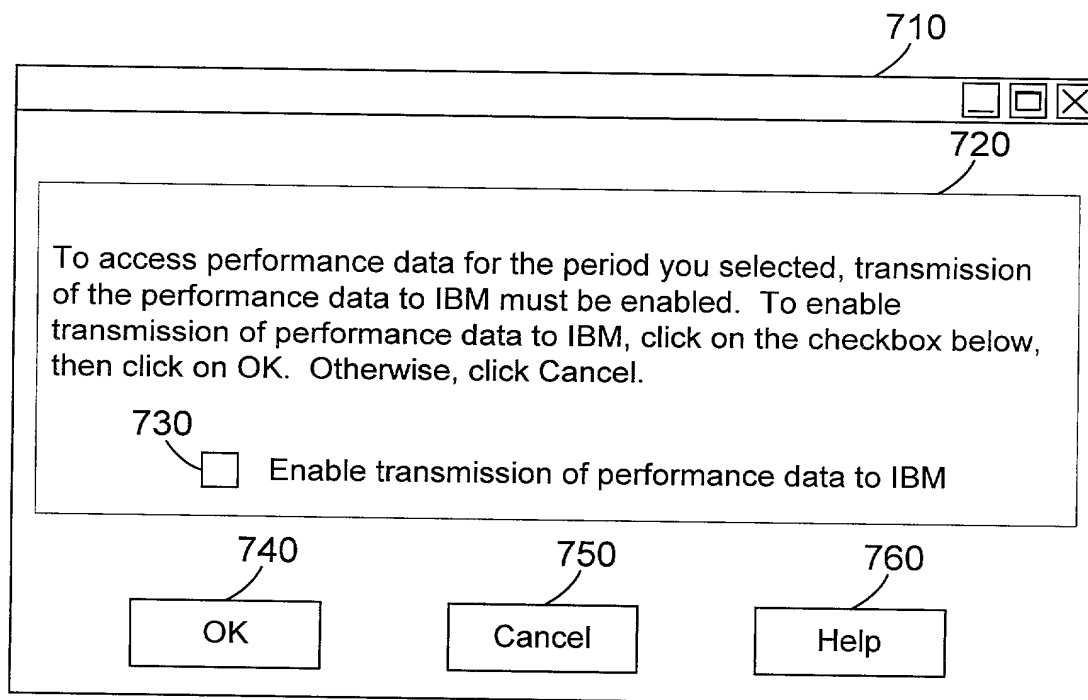 710
720
To access performance data for the period you selected, transmission
of the performance data to IBM must be enabled.  To enable
transmission of performance data to IBM, click on the checkbox below,
then click on OK.  Otherwise, click Cancel.
730
Enable transmission of performance data to IBM
740 750 760
OK Cancel Help